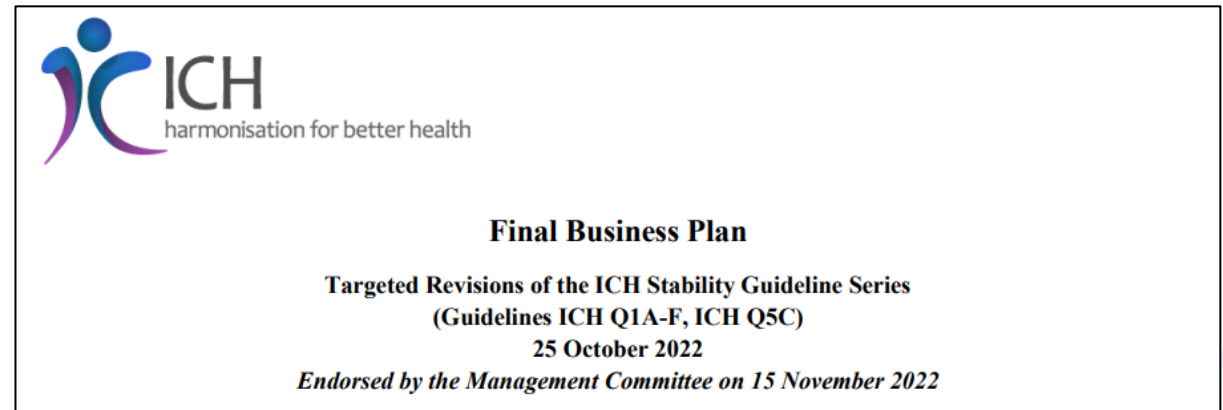 ICH
harmonisation for better health
Final Business Plan
Targeted Revisions of the ICH Stability Guideline Series
(Guidelines ICH Q1A-F, ICH Q5C)
25 October 2022
Endorsed by the Management Committee on 15 November 2022